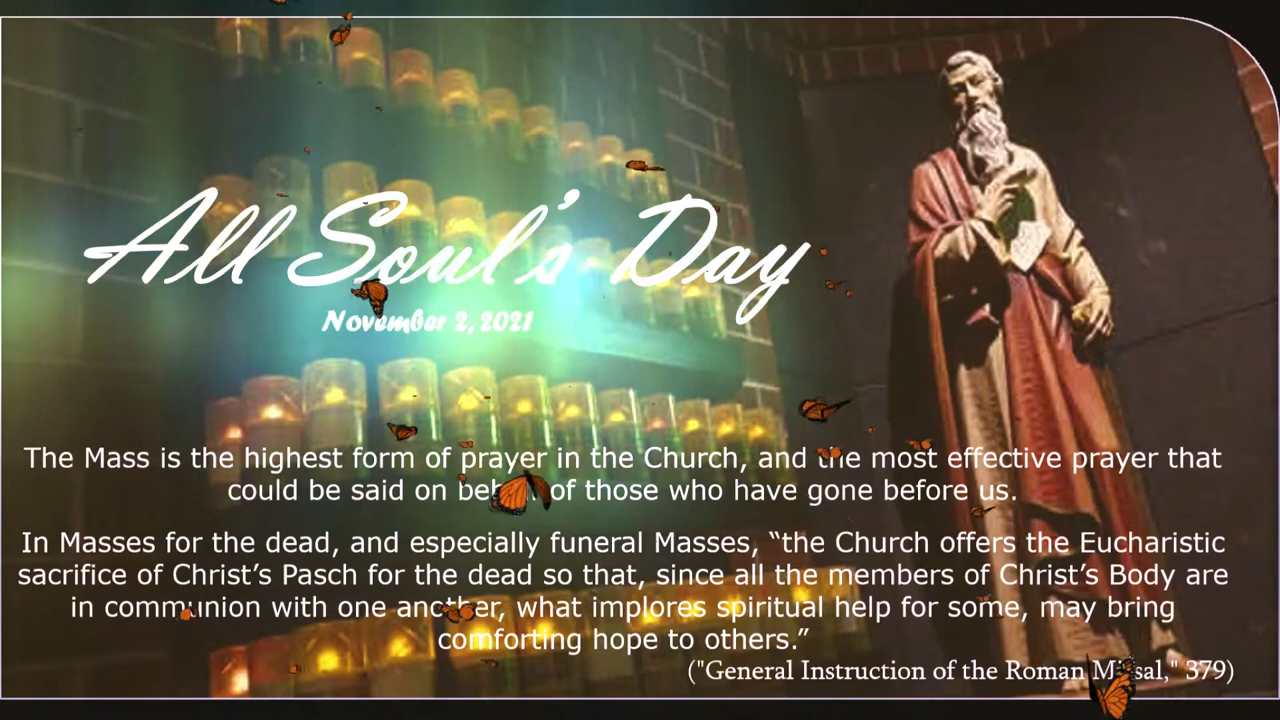 All Soul's Day
November 2, 2021
The Mass is the highest form of prayer in the Church, and the most effective prayer that
could be said on behalf of those who have gone before us.
In Masses for the dead, and especially funeral Masses, “the Church offers the Eucharistic
sacrifice of Christ’s Pasch for the dead so that, since all the members of Christ’s Body are
in communion with one another, what implores spiritual help for some, may bring
comforting hope to others.”
("General Instruction of the Roman Missal," 379)